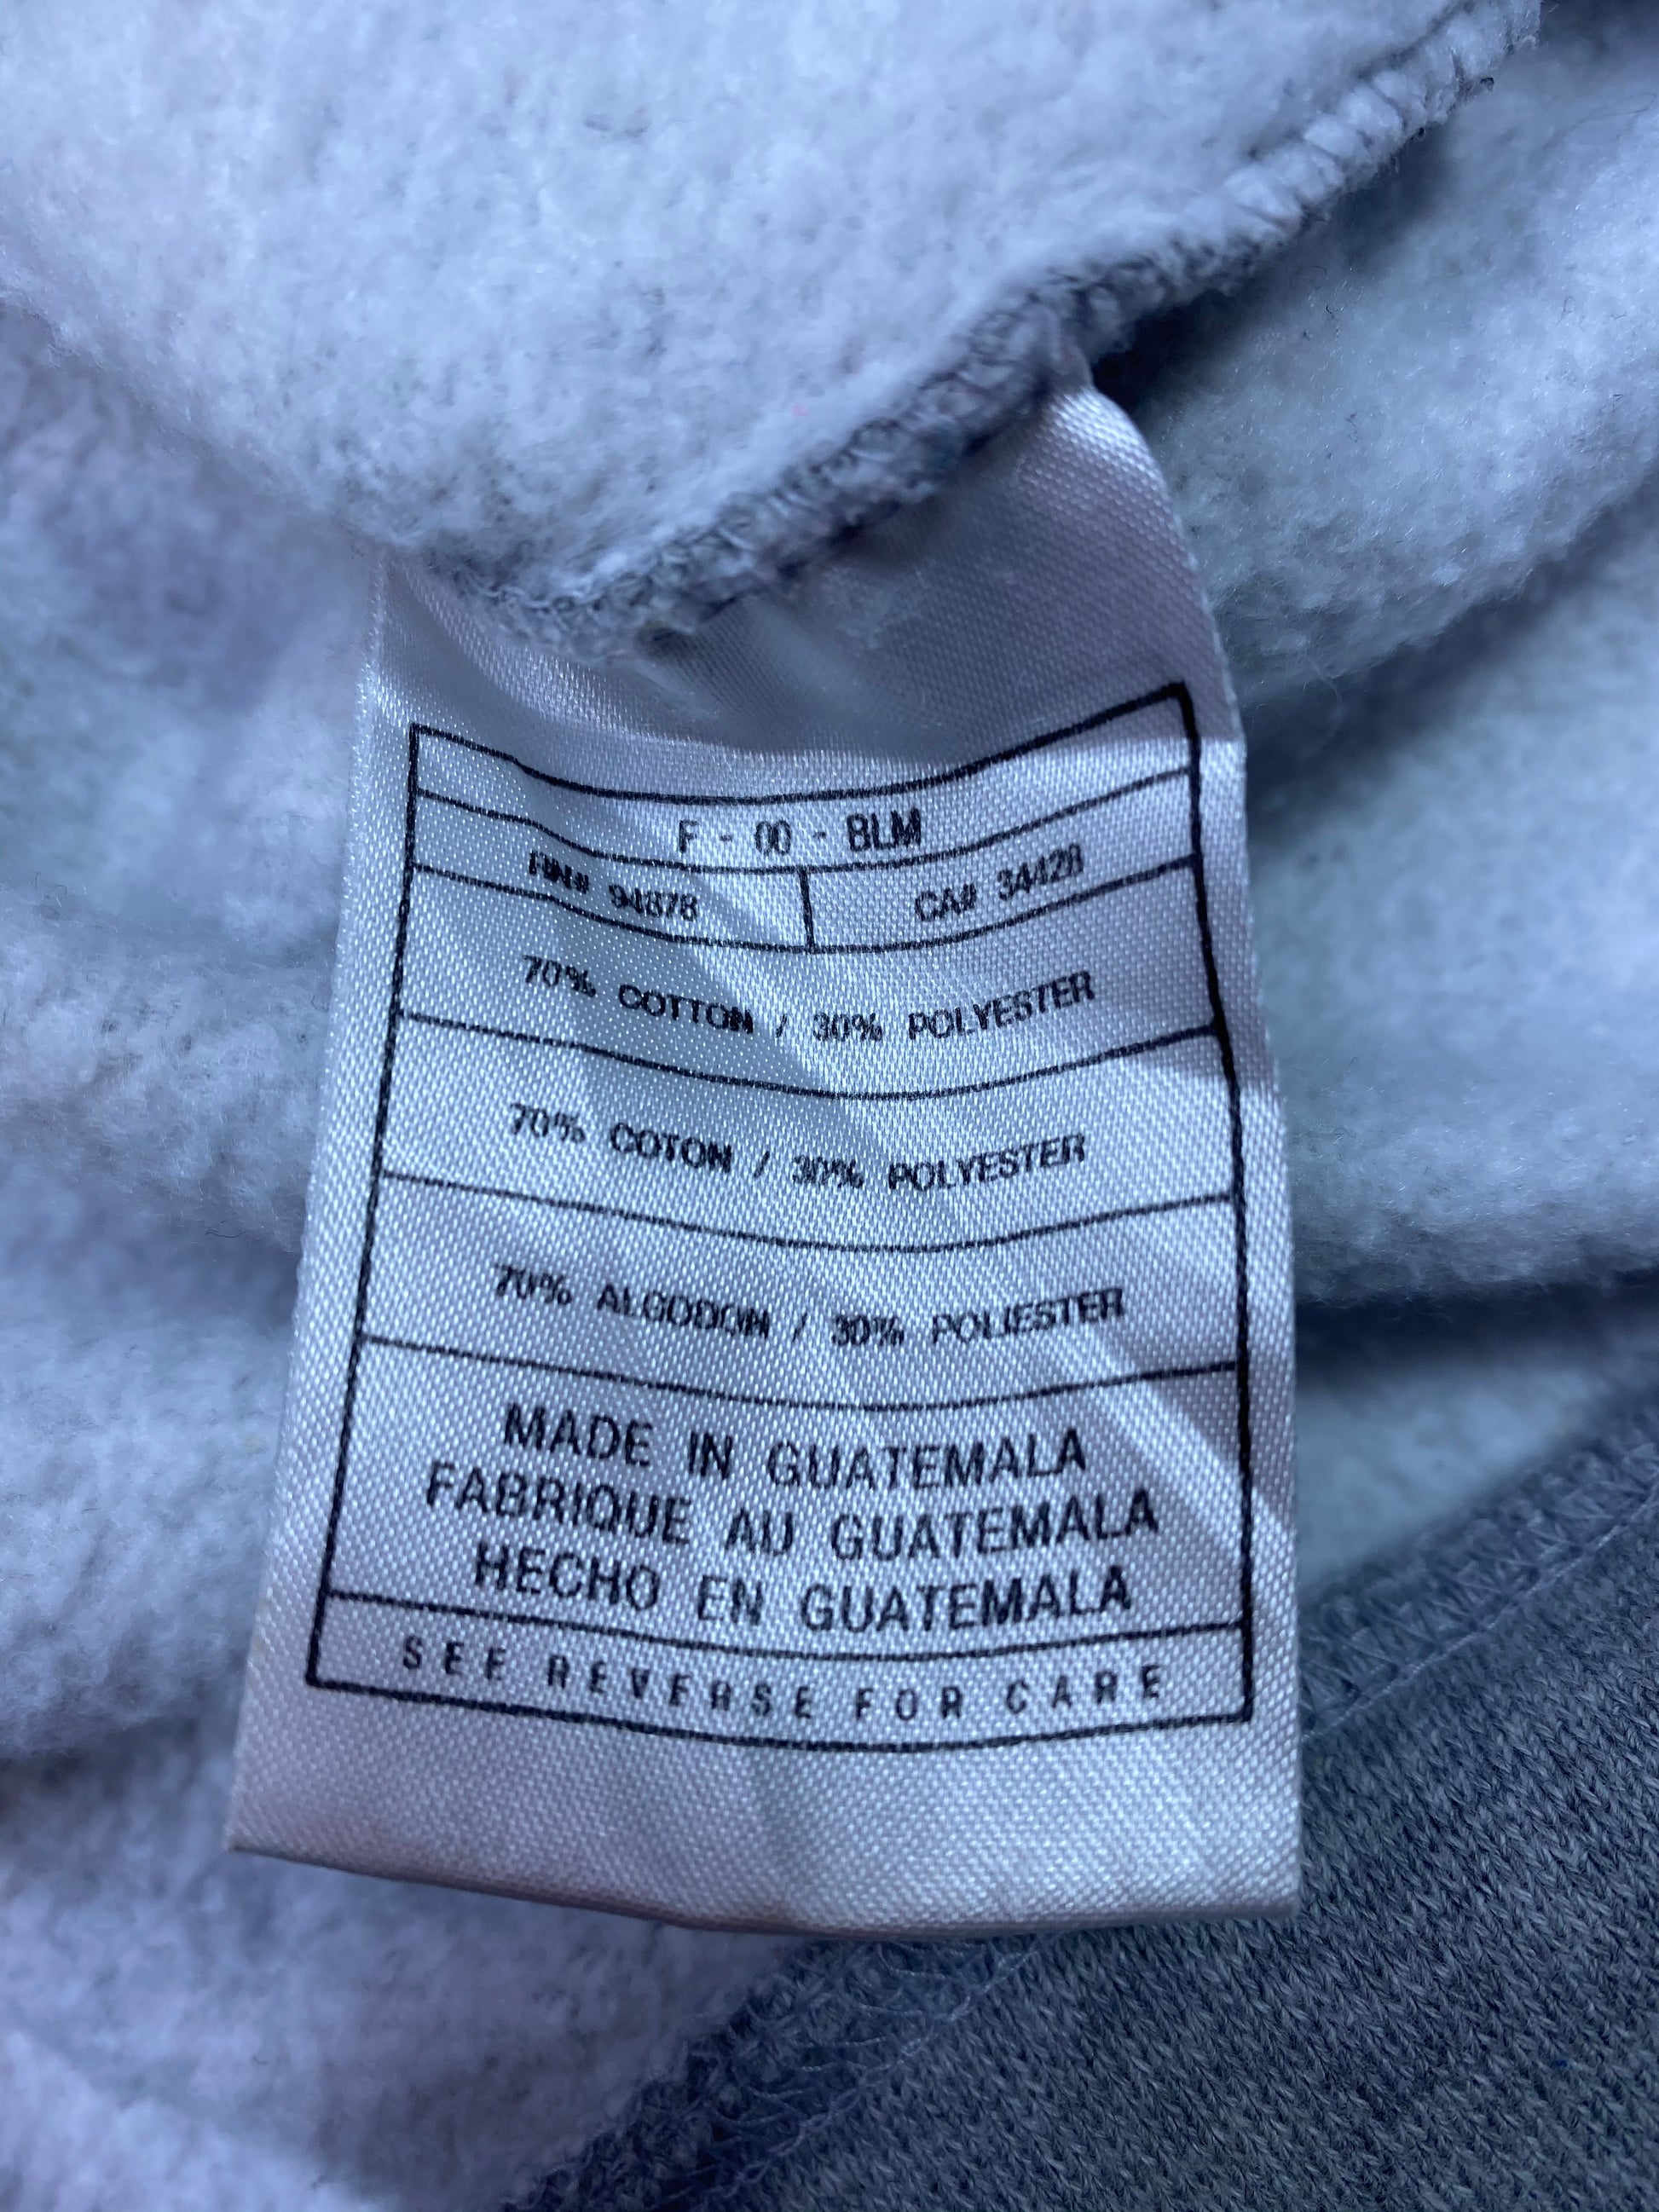 F - 00 - BLM
RN# 94878 CA# 34428
70% COTTON / 30% POLYESTER
70% COTON / 30% POLYESTER
70% ALGODON / 30% POLIESTER
MADE IN GUATEMALA
FABRIQUE AU GUATEMALA
HECHO EN GUATEMALA
SEE REVERSE FOR CARE